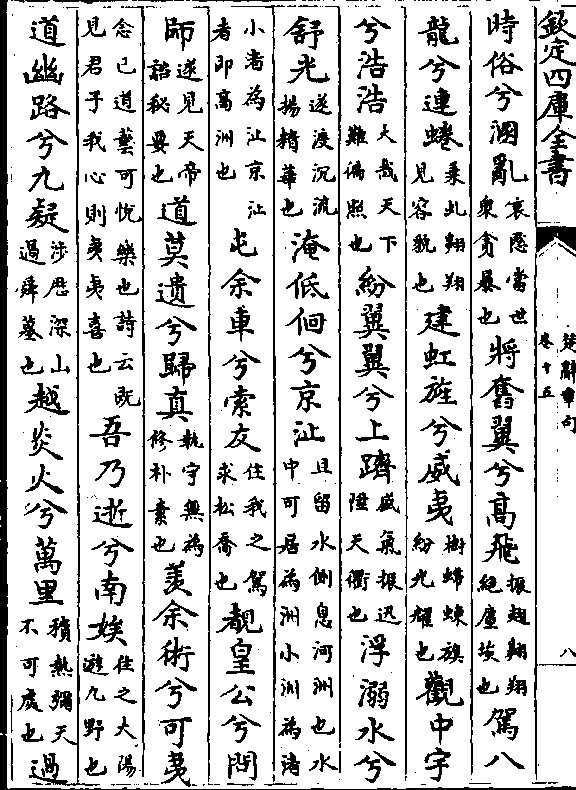 欽定四庫全書
楚辭章句
卷十五
八
時俗兮溷亂哀愍當世衆貪暴也將奮翼兮高飛振翅翱翔絕塵埃也駕八
龍兮連蜷乘此翱翔見容貌也建虹旌兮威夷樹蝃蝀旗紛光耀也觀中宇
兮浩浩大哉天下難徧照也紛翼翼兮上躋盛氣振迅陞天衢也浮溺水兮
舒光遂渡沉流揚精華也淹低佪兮京沚且留水側息河洲也水中可居為洲小洲為渚
小渚為沚京沚者即高洲也屯余車兮索友住我之駕求松喬也覩皇公兮問
師遂見天帝諮秘要也道莫遺兮歸真執守無為修朴素也羨余術兮可夷
念己道藝可悅樂也詩云既見君子我心則夷夷喜也吾乃逝兮南娭往之大陽遊九野也
道幽路兮九疑涉歷深山過舜墓也越炎火兮萬里積熱彌天不可處也過